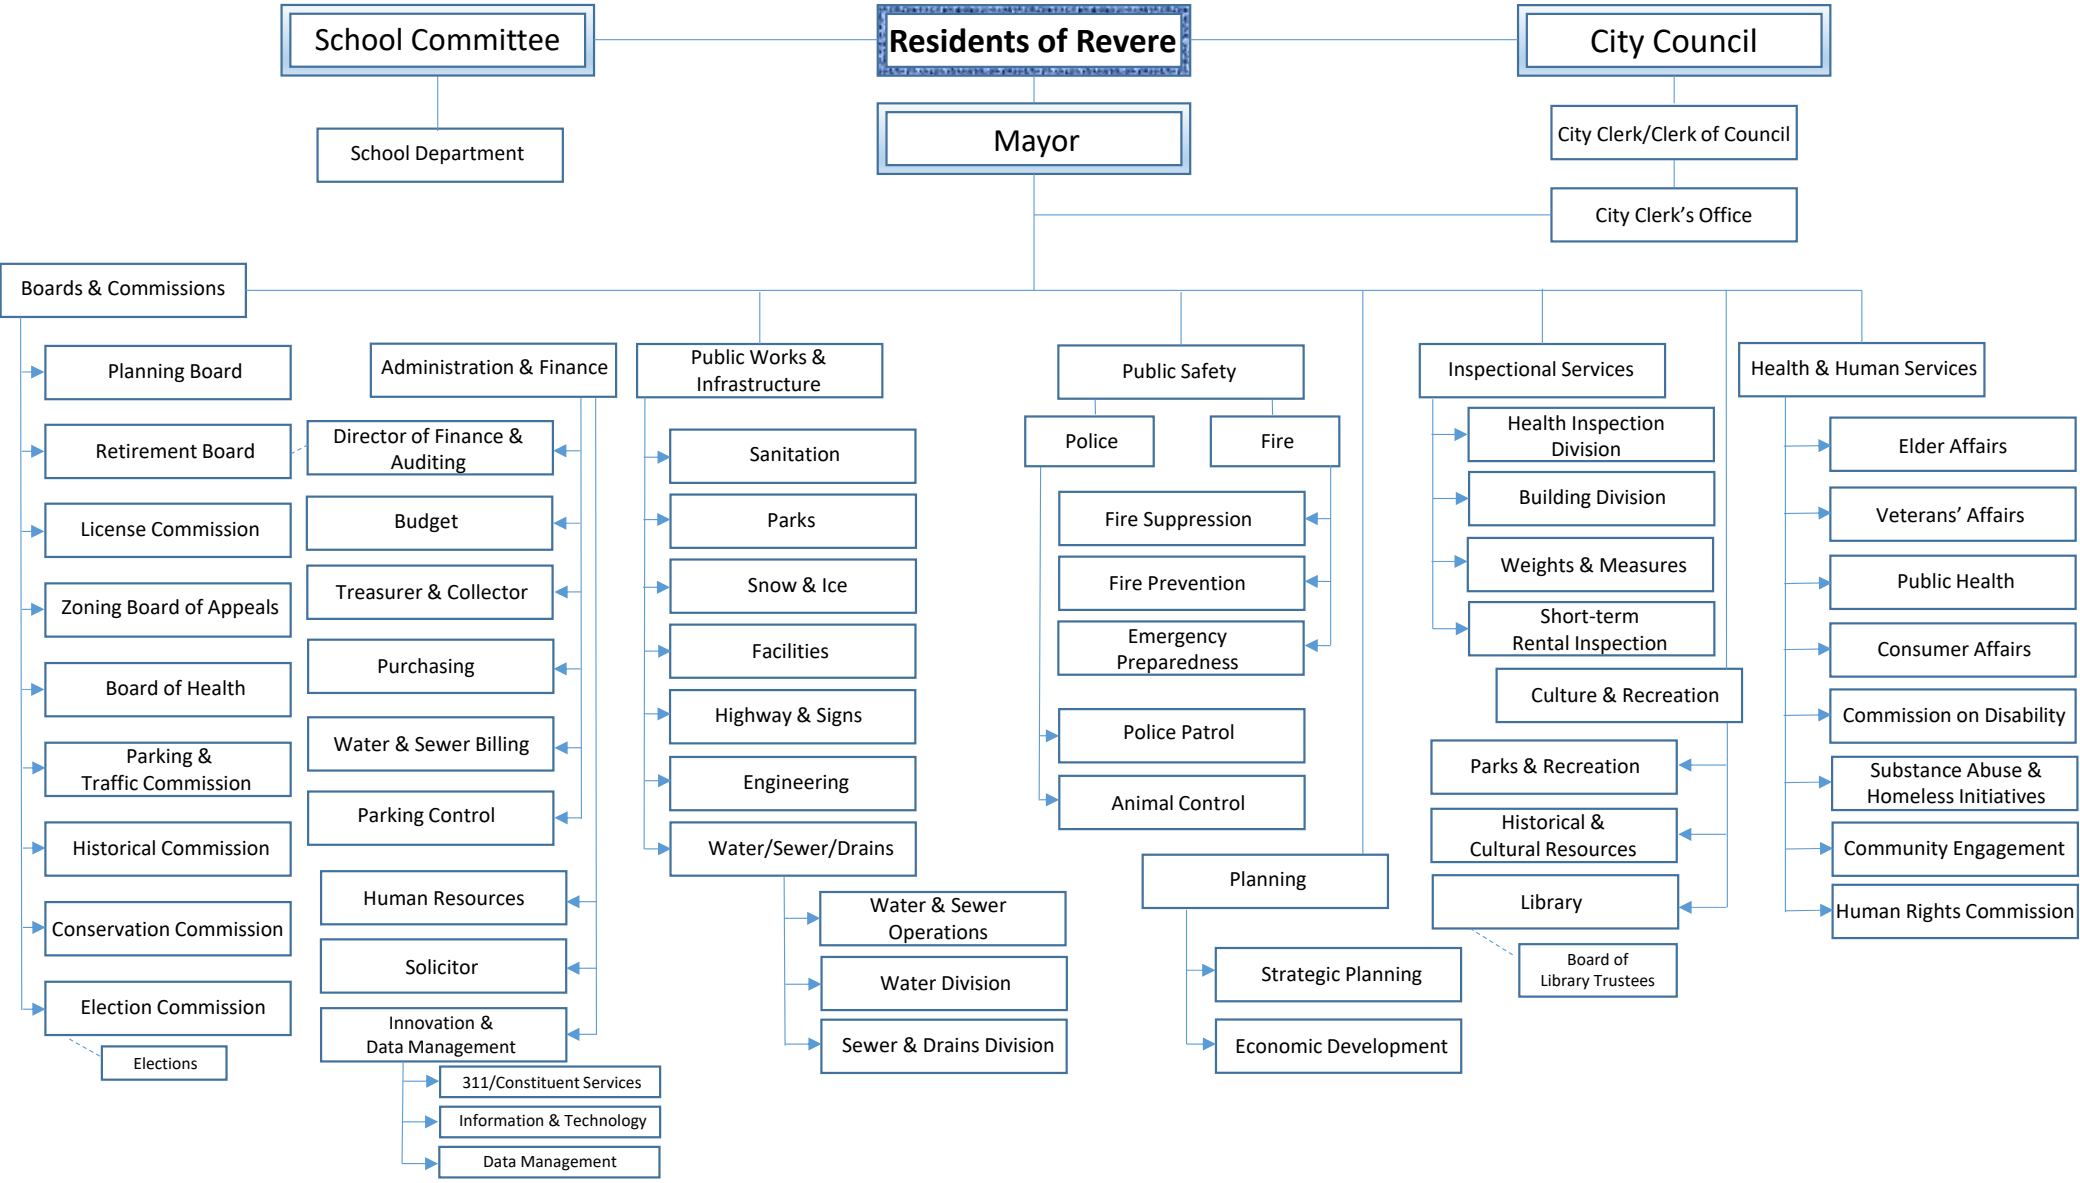 School Committee
Residents of Revere
City Council
Mayor
School Department
City Clerk/Clerk of Council
City Clerk’s Office
Boards & Commissions
Planning Board
Retirement Board
License Commission
Zoning Board of Appeals
Board of Health
Parking &
Traffic Commission
Historical Commission
Conservation Commission
Election Commission
Elections
Administration & Finance
Director of Finance &
Auditing
Budget
Treasurer & Collector
Purchasing
Water & Sewer Billing
Parking Control
Human Resources
Solicitor
Innovation &
Data Management
311/Constituent Services
Information & Technology
Data Management
Public Works &
Infrastructure
Sanitation
Parks
Snow & Ice
Facilities
Highway & Signs
Engineering
Water/Sewer/Drains
Water & Sewer
Operations
Water Division
Sewer & Drains Division
Public Safety
Police
Fire
Fire Suppression
Fire Prevention
Emergency
Preparedness
Police Patrol
Animal Control
Planning
Strategic Planning
Economic Development
Inspectional Services
Health Inspection
Division
Building Division
Weights & Measures
Short-term
Rental Inspection
Culture & Recreation
Parks & Recreation
Historical &
Cultural Resources
Library
Board of
Library Trustees
Health & Human Services
Elder Affairs
Veterans’ Affairs
Public Health
Consumer Affairs
Commission on Disability
Substance Abuse &
Homeless Initiatives
Community Engagement
Human Rights Commission